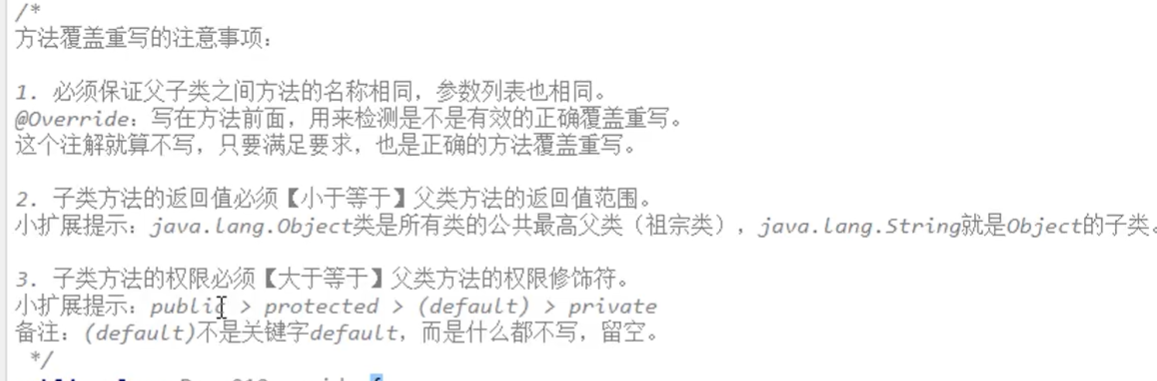 /*
方法覆盖重写的注意事项：
1. 必须保证父子类之间方法的名称相同，参数列表也相同。
@Override：写在方法前面，用来检测是不是有效的正确覆盖重写。
这个注解就算不写，只要满足要求，也是正确的方法覆盖重写。
2. 子类方法的返回值必须【小于等于】父类方法的返回值范围。
小扩展提示：java.lang.Object类是所有类的公共最高父类（祖宗类），java.lang.String就是Object的子类。
3. 子类方法的权限必须【大于等于】父类方法的权限修饰符。
小扩展提示：public > protected > (default) > private
备注：(default)不是关键字default，而是什么都不写，留空。
*/